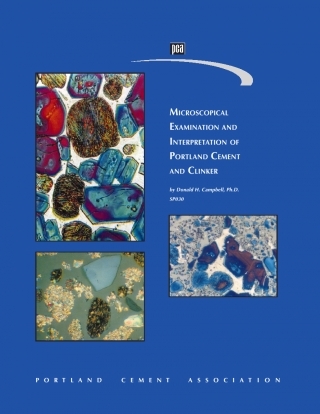 pca
MICROSCOPICAL
EXAMINATION AND
INTERPRETATION OF
PORTLAND CEMENT
AND CLINKER
by Donald H. Campbell, Ph.D.
SP030
PORTLAND CEMENT ASSOCIATION